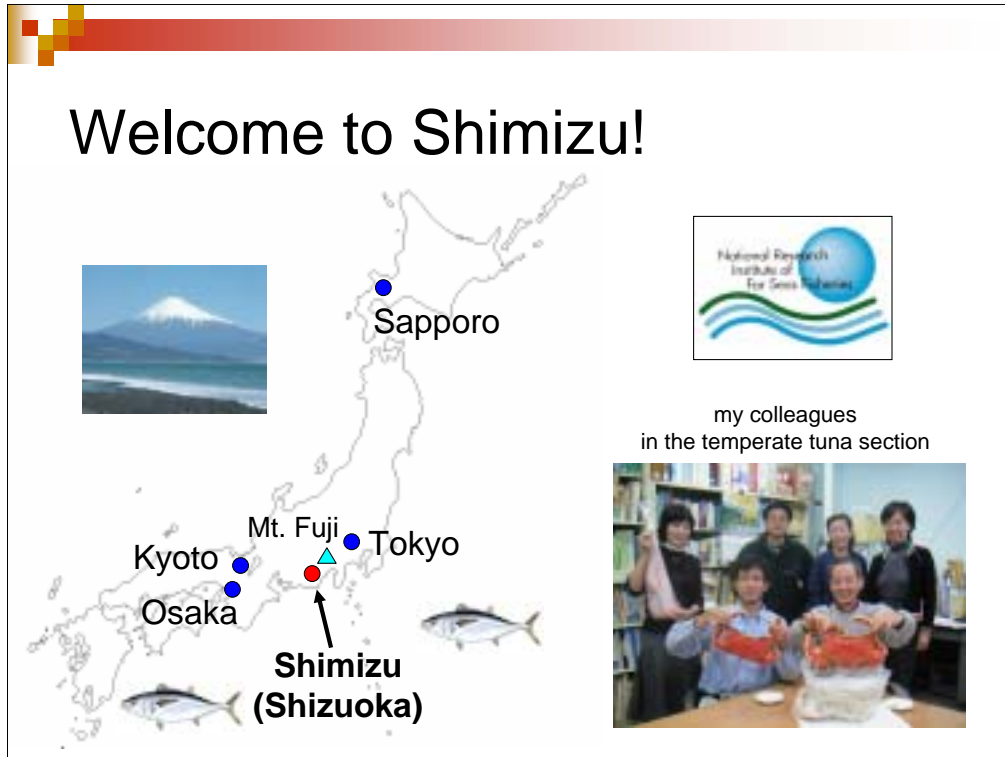 Welcome to Shimizu!
National Research
Institute of
Far Seas Fisheries
Sapporo
my colleagues
in the temperate tuna section
Mt. Fuji
Tokyo
Kyoto
Osaka
Shimizu
(Shizuoka)